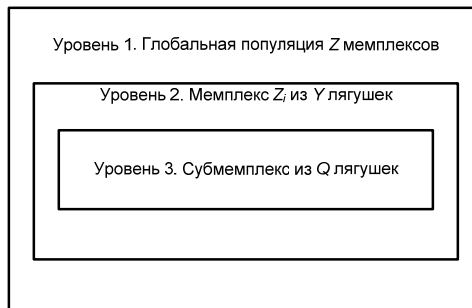 Уровень 1. Глобальная популяция Z мемплексов
Уровень 2. Мемплекс Zi из Y лягушек
Уровень 3. Субмемплекс из Q лягушек